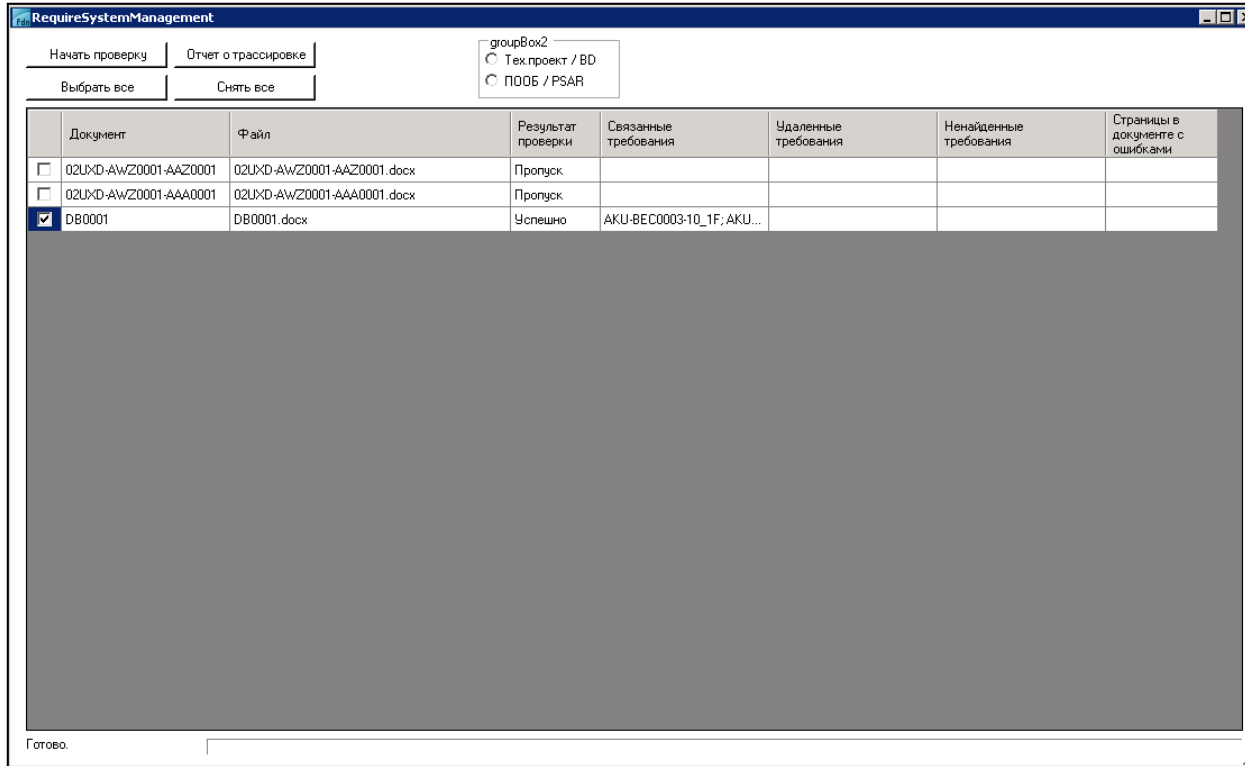 Fdn RequireSystemManagement
Начать проверку Отчет о трассировке
Выбрать все Снять все
groupBox2
Тех.проект / BD
ПООБ / PSAR
Документ Файл Результат проверки Связанные требования Удаленные требования Ненайденные требования Страницы в документе с ошибками
02UXD-AWZ0001-AAZ0001 02UXD-AWZ0001-AAZ0001.docx Пропуск
02UXD-AWZ0001-AAA0001 02UXD-AWZ0001-AAA0001.docx Пропуск
DB0001 DB0001.docx Успешно AKU-BEC0003-10_1F; AKU...
Готово.